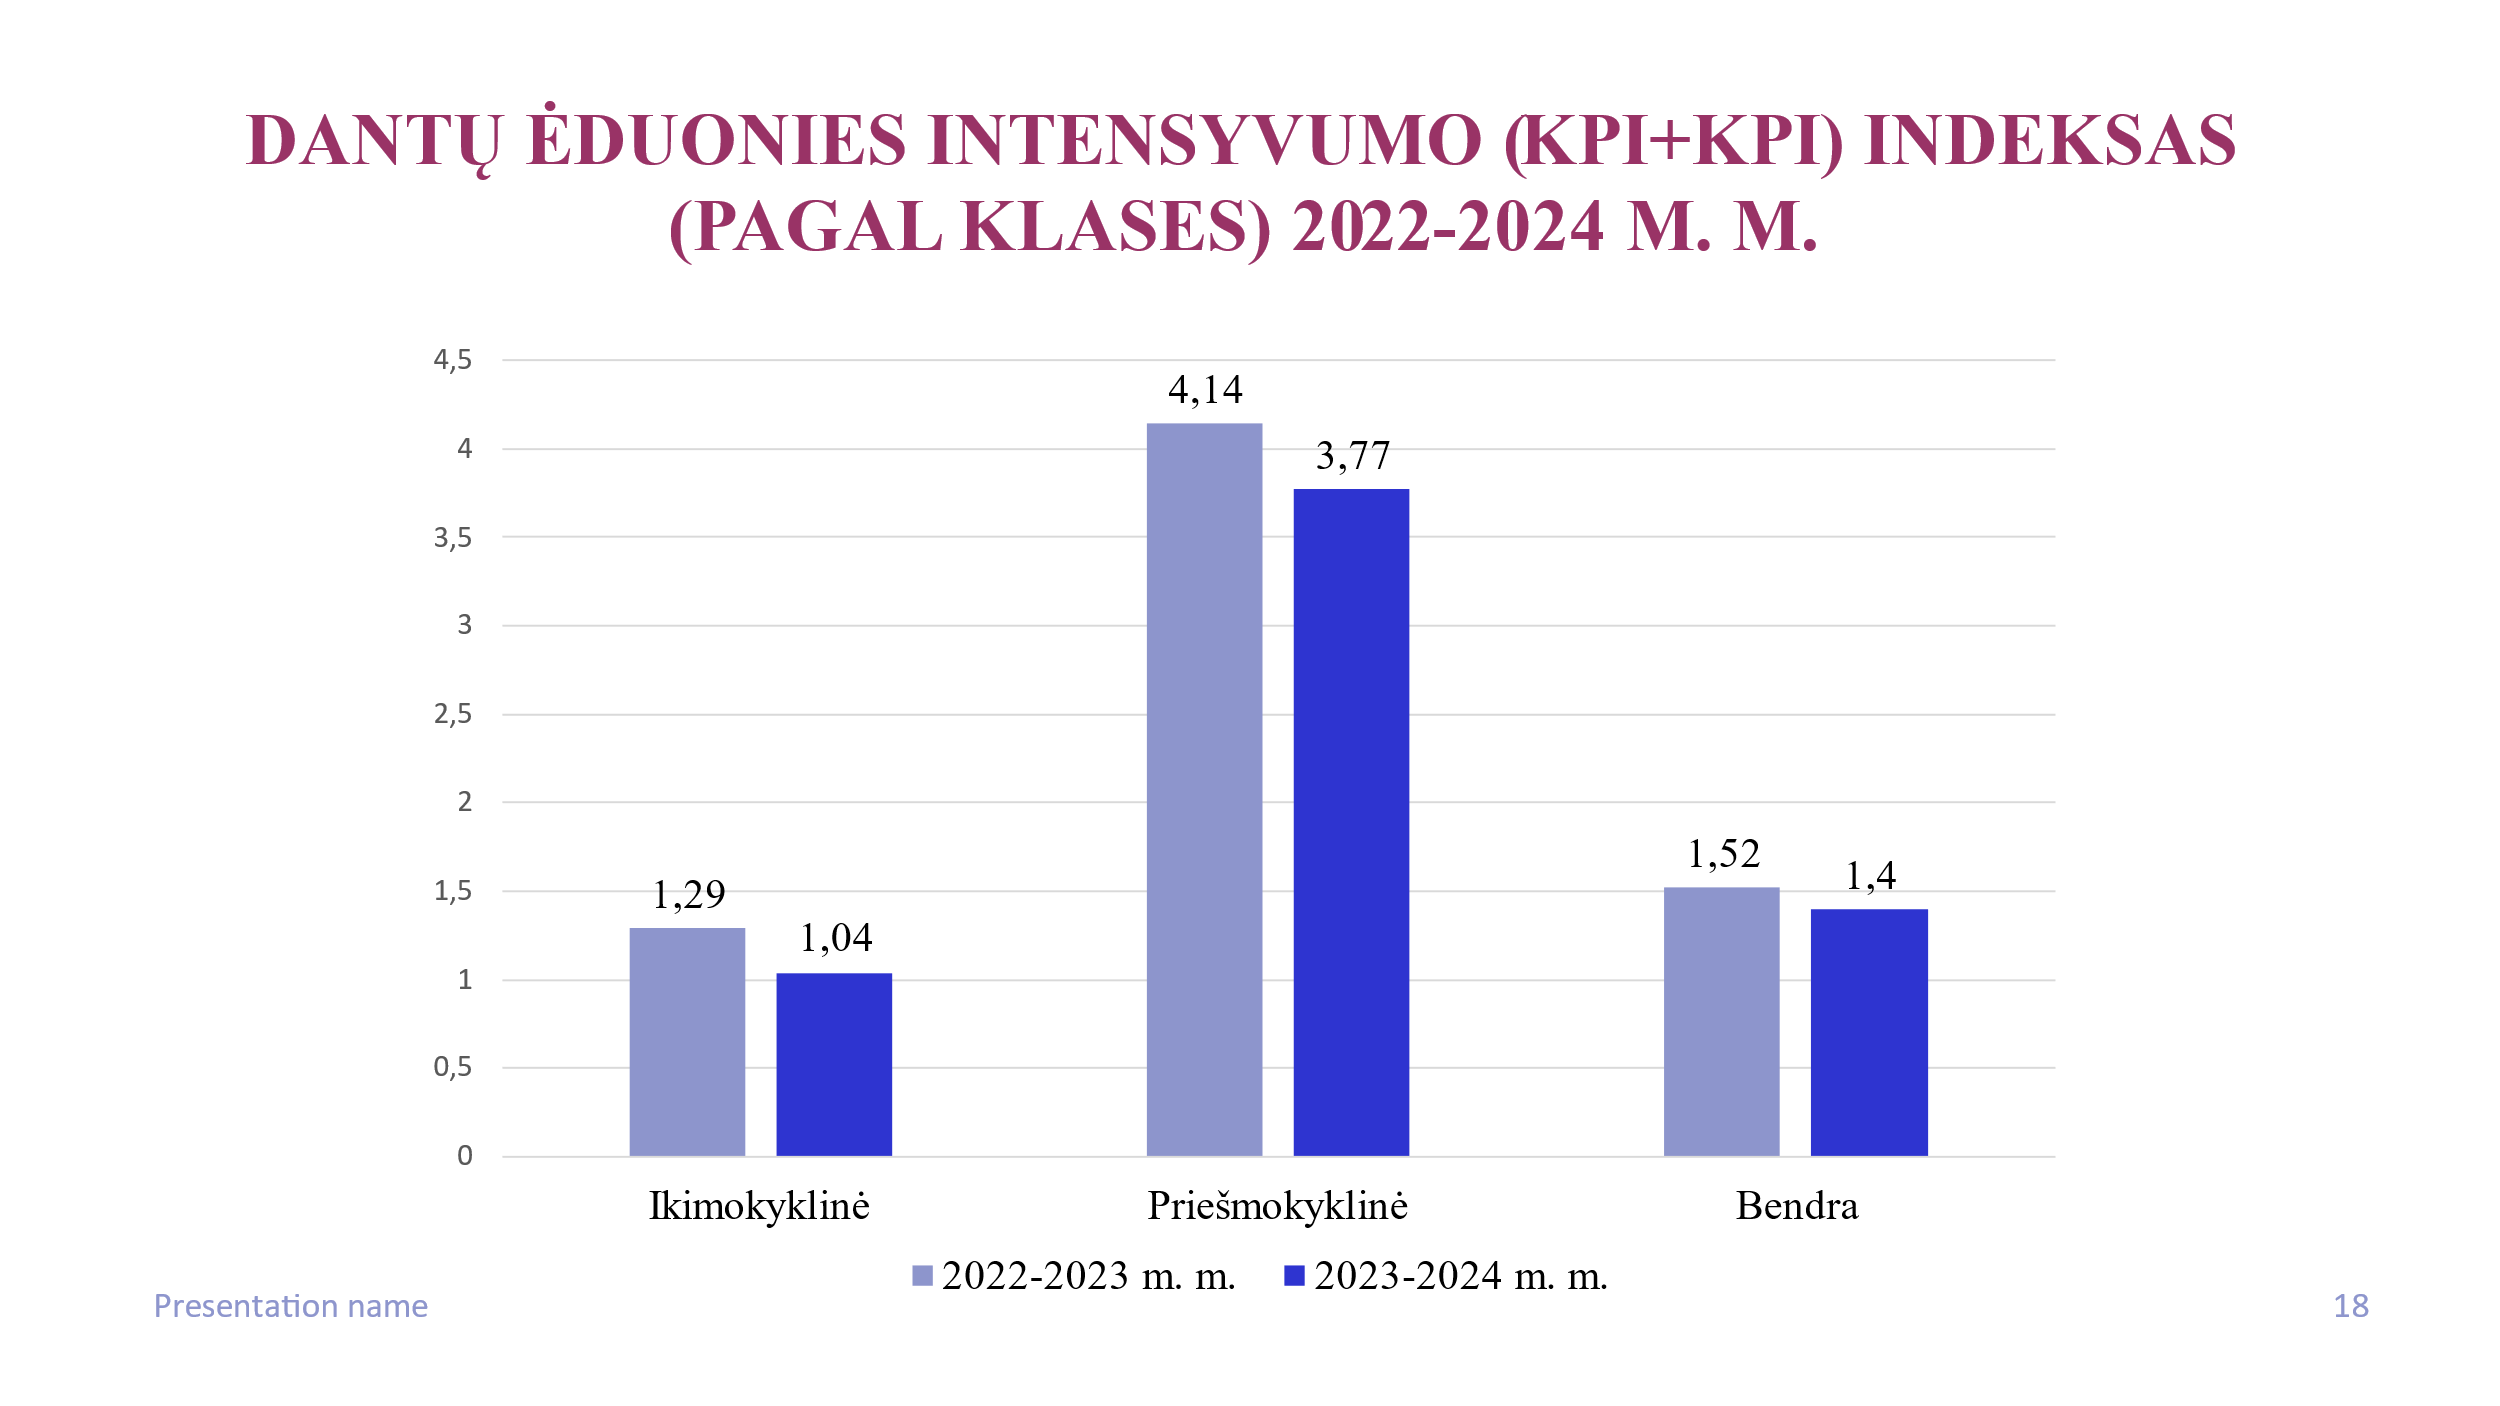 DANTŲ ĖDUONIES INTENSYVUMO (KPI+KPI) INDEKSAS
(PAGAL KLASES) 2022-2024 M. M.
4,5
4
3,5
3
2,5
2
1,5
1
0,5
0
4,14
3,77
1,52
1,4
1,29
1,04
Ikimokyklinė
Priešmokyklinė
Bendra
2022-2023 m. m.
2023-2024 m. m.
Presentation name
18